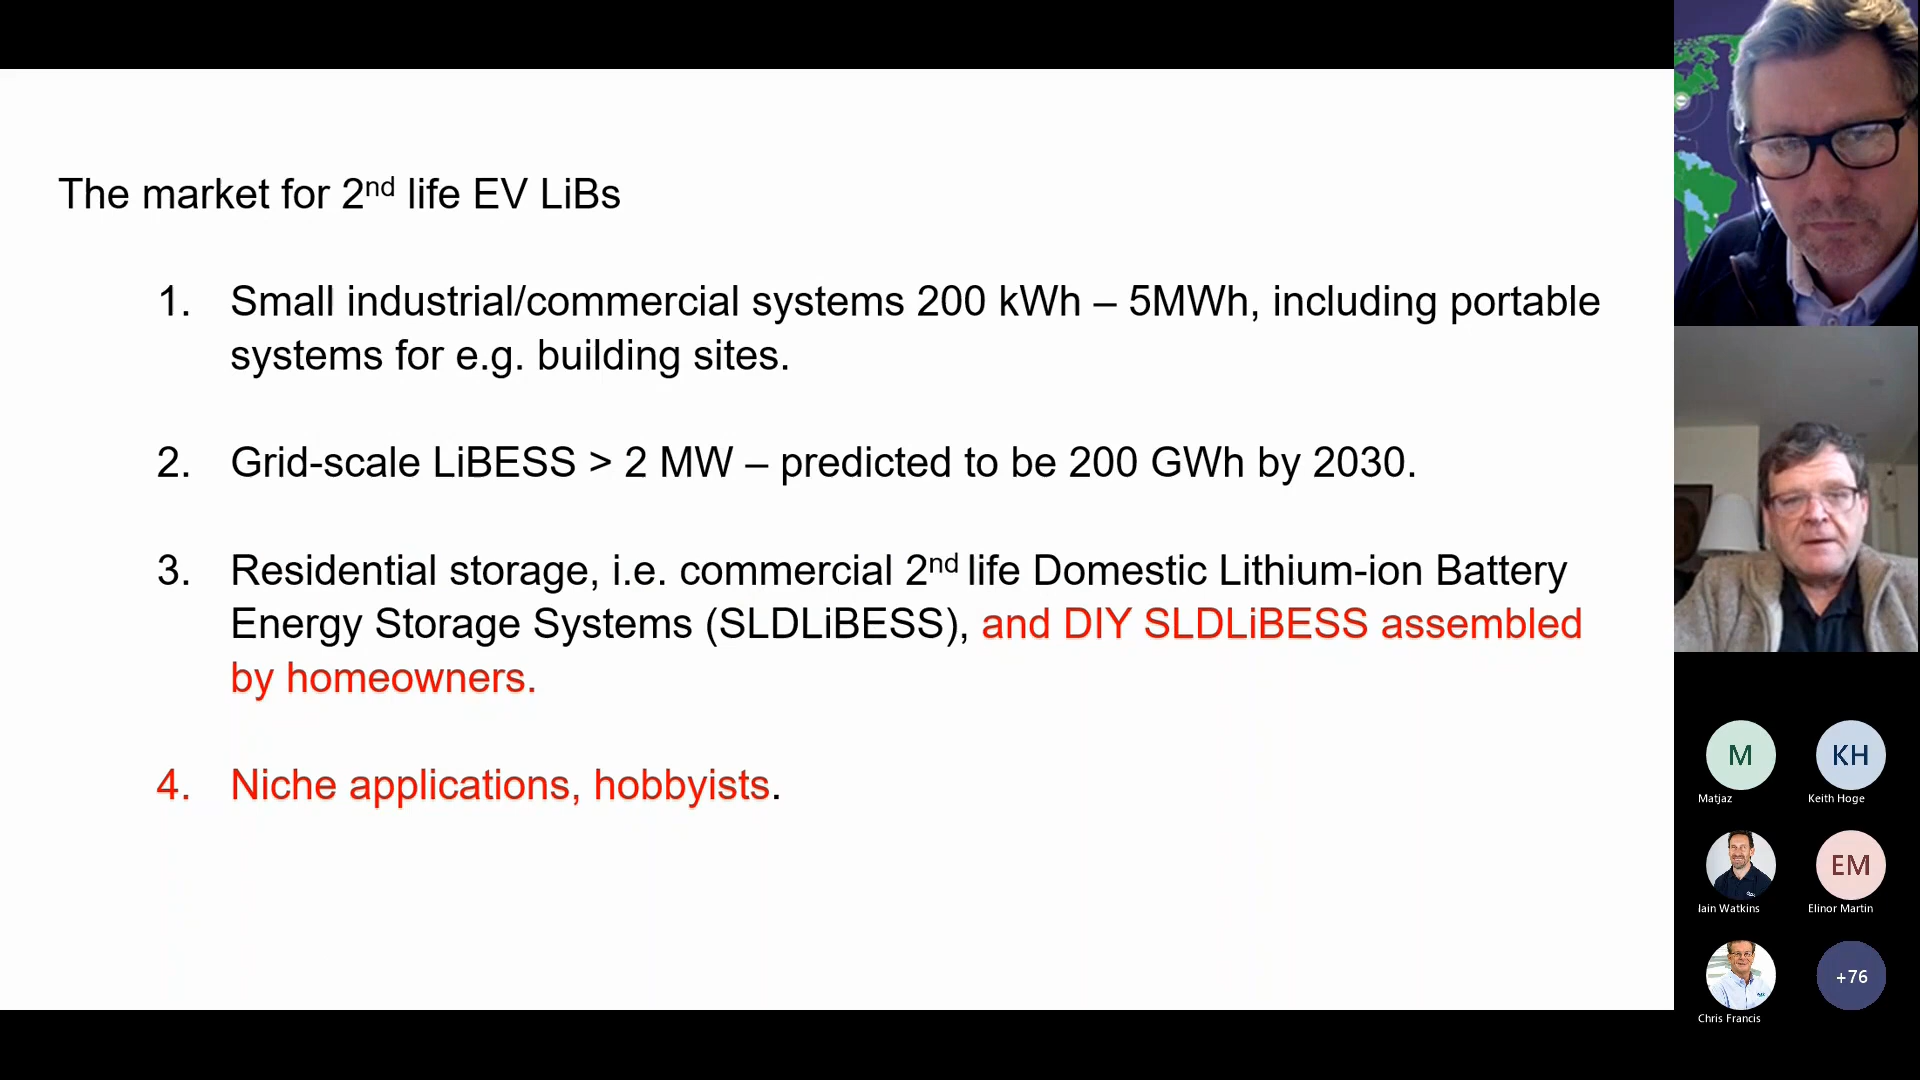 The market for 2nd life EV LiBs
1. Small industrial/commercial systems 200 kWh – 5MWh, including portable
systems for e.g. building sites.
2. Grid-scale LiBESS > 2 MW – predicted to be 200 GWh by 2030.
3. Residential storage, i.e. commercial 2nd life Domestic Lithium-ion Battery
Energy Storage Systems (SLDLiBESS), and DIY SLDLiBESS assembled
by homeowners.
4. Niche applications, hobbyists.
M
KH
Matjaz
Keith Hoge
EM
Iain Watkins
Elinor Martin
+76
Chris Francis